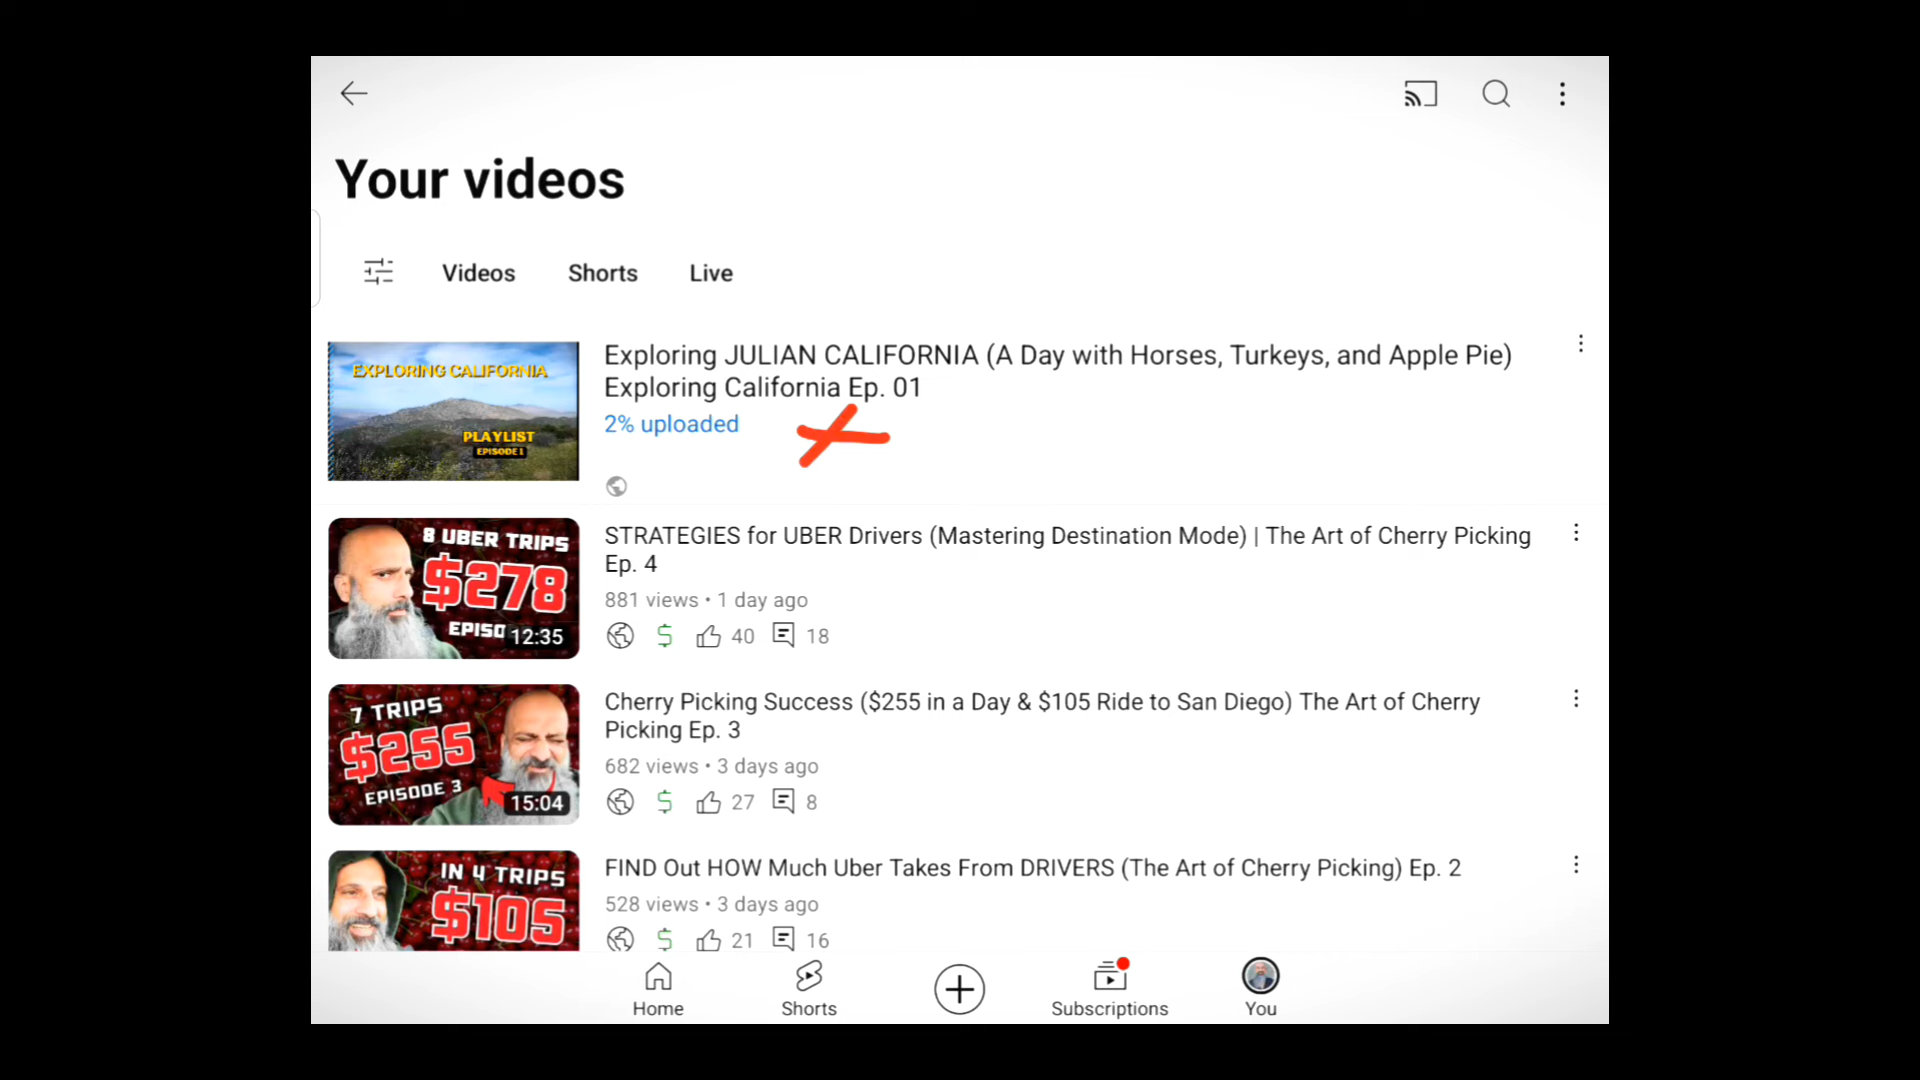 Your videos
Videos Shorts Live
EXPLORING CALIFORNIA
PLAYLIST
EPISODE 1
Exploring JULIAN CALIFORNIA (A Day with Horses, Turkeys, and Apple Pie)
Exploring California Ep. 01
2% uploaded
8 UBER TRIPS
$278
EPISO
12:35
STRATEGIES for UBER Drivers (Mastering Destination Mode) | The Art of Cherry Picking
Ep. 4
881 views • 1 day ago
$ 40 18
7 TRIPS
$255
EPISODE 3
15:04
Cherry Picking Success ($255 in a Day & $105 Ride to San Diego) The Art of Cherry
Picking Ep. 3
682 views • 3 days ago
$ 27 8
IN 4 TRIPS
$105
FIND Out HOW Much Uber Takes From DRIVERS (The Art of Cherry Picking) Ep. 2
528 views • 3 days ago
$ 21 16
Home Shorts Subscriptions You